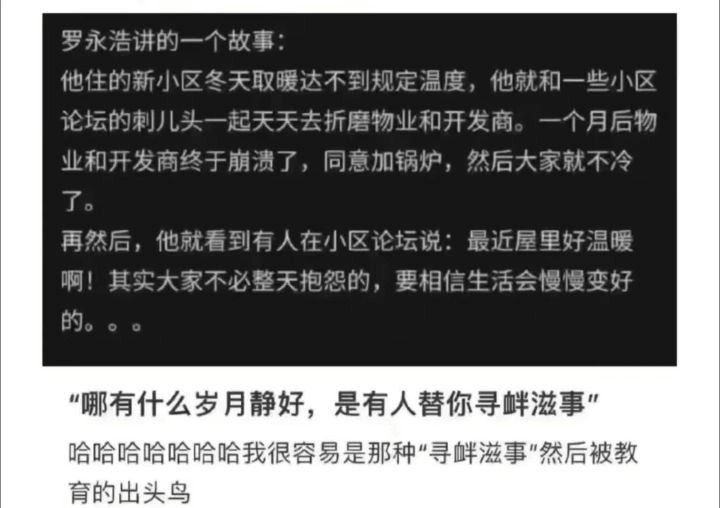 罗永浩讲的一个故事：
他住的新小区冬天取暖达不到规定温度，他就和一些小区
论坛的刺儿头一起天天去折磨物业和开发商。一个月后物
业和开发商终于崩溃了，同意加锅炉，然后大家就不冷
了。
再然后，他就看到有人在小区论坛说：最近屋里好温暖
啊！其实大家不必整天抱怨的，要相信生活会慢慢变好
的。。。
“哪有什么岁月静好，是有人替你寻衅滋事”
哈哈哈哈哈哈哈我很容易是那种“寻衅滋事”然后被教
育的出头鸟